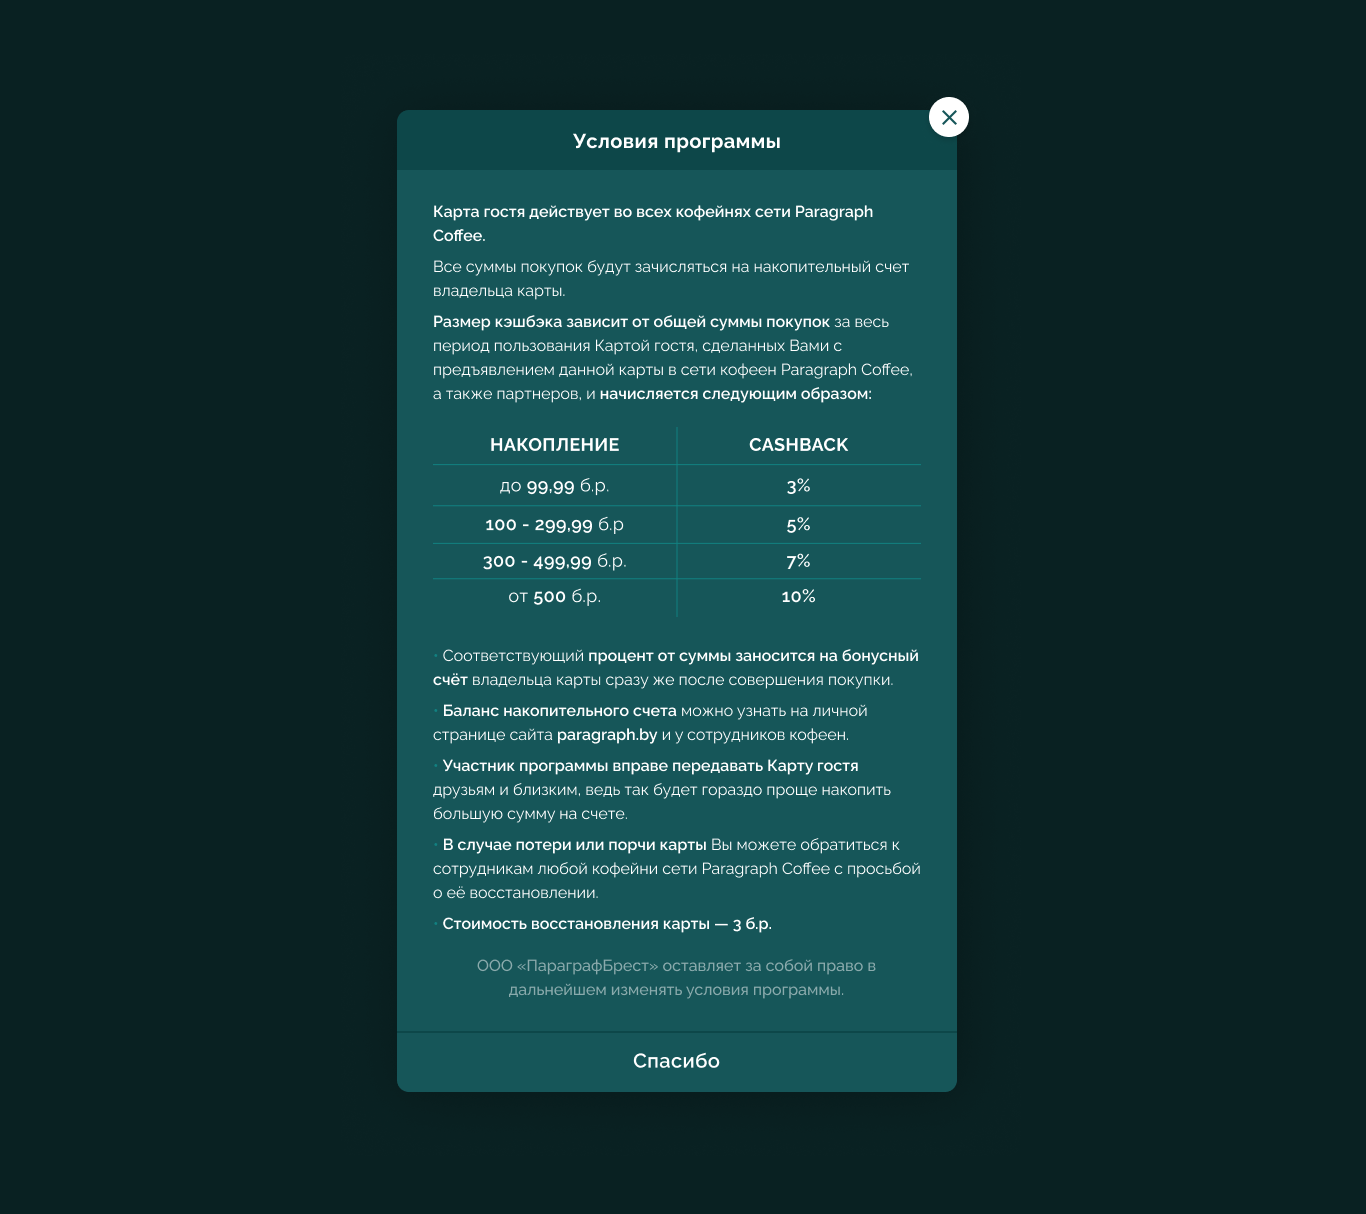 Условия программы
Карта гостя действует во всех кофейнях сети Paragraph
Coffee.
Все суммы покупок будут зачисляться на накопительный счет
владельца карты.
Размер кэшбэка зависит от общей суммы покупок за весь
период пользования Картой гостя, сделанных Вами с
предъявлением данной карты в сети кофеен Paragraph Coffee,
а также партнеров, и начисляется следующим образом:
НАКОПЛЕНИЕ CASHBACK
до 99,99 б.р. 3%
100 - 299,99 б.р 5%
300 - 499,99 б.р. 7%
от 500 б.р. 10%
· Соответствующий процент от суммы заносится на бонусный
счёт владельца карты сразу же после совершения покупки.
· Баланс накопительного счета можно узнать на личной
странице сайта paragraph.by и у сотрудников кофеен.
· Участник программы вправе передавать Карту гостя
друзьям и близким, ведь так будет гораздо проще накопить
большую сумму на счете.
· В случае потери или порчи карты Вы можете обратиться к
сотрудникам любой кофейни сети Paragraph Coffee с просьбой
о её восстановлении.
· Стоимость восстановления карты — 3 б.р.
ООО «ПараграфБрест» оставляет за собой право в
дальнейшем изменять условия программы.
Спасибо